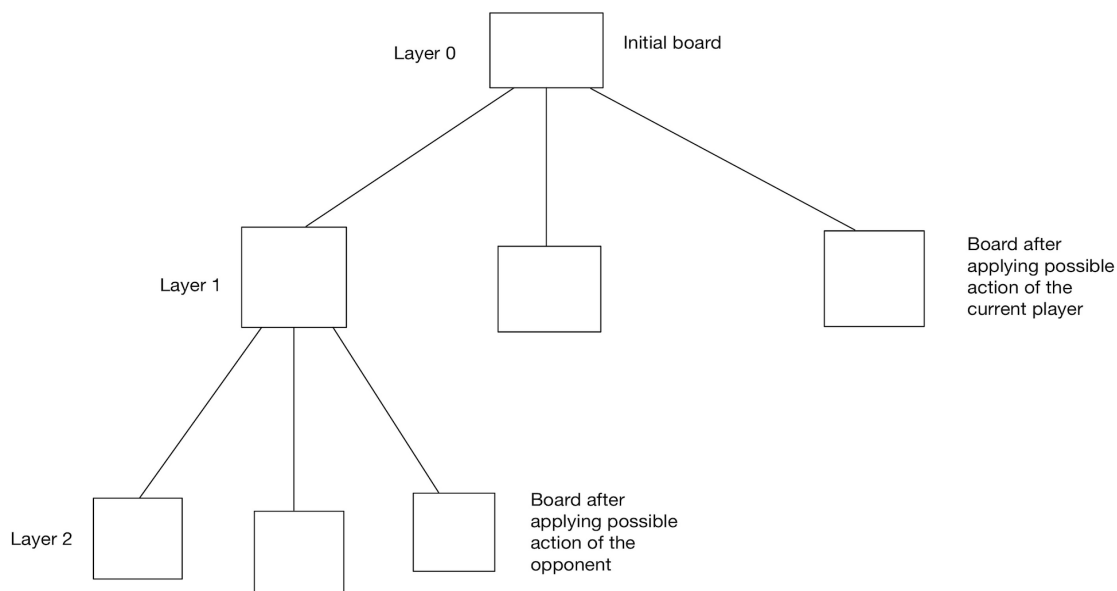 Layer 0
Initial board
Layer 1
Board after
applying possible
action of the
current player
Layer 2
Board after
applying possible
action of the
opponent